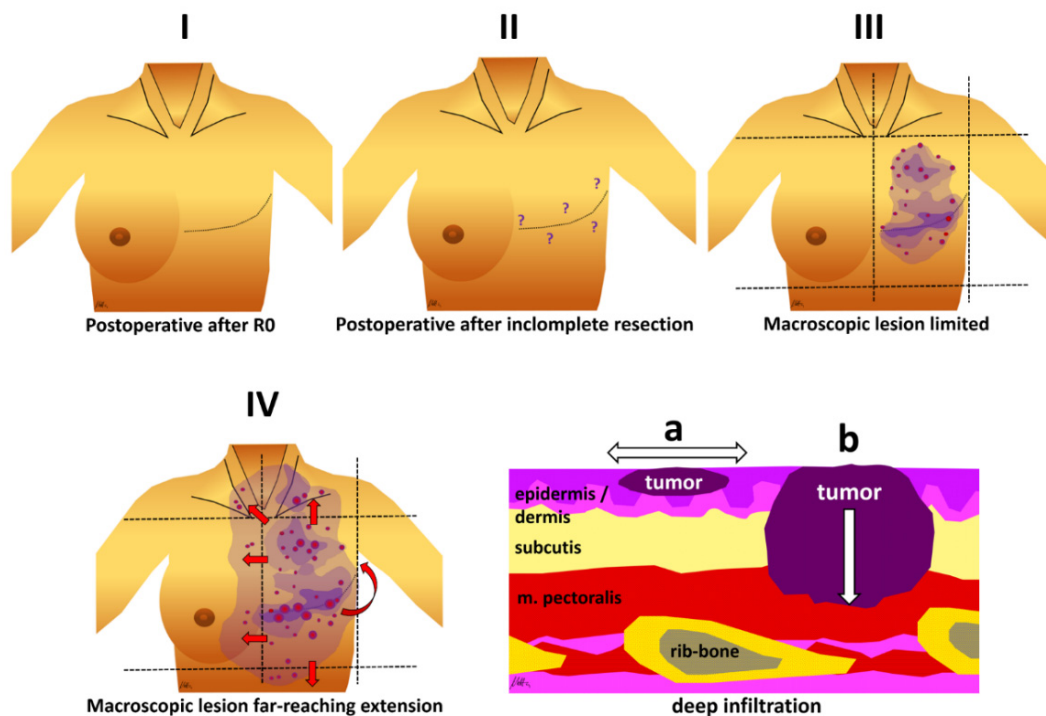 I
II
III
? ? ? ? ?
Postoperative after R0
Postoperative after inclomplete resection
Macroscopic lesion limited
IV
a
b
epidermis /
dermis
tumor
tumor
subcutis
m. pectoralis
rib-bone
Macroscopic lesion far-reaching extension
deep infiltration